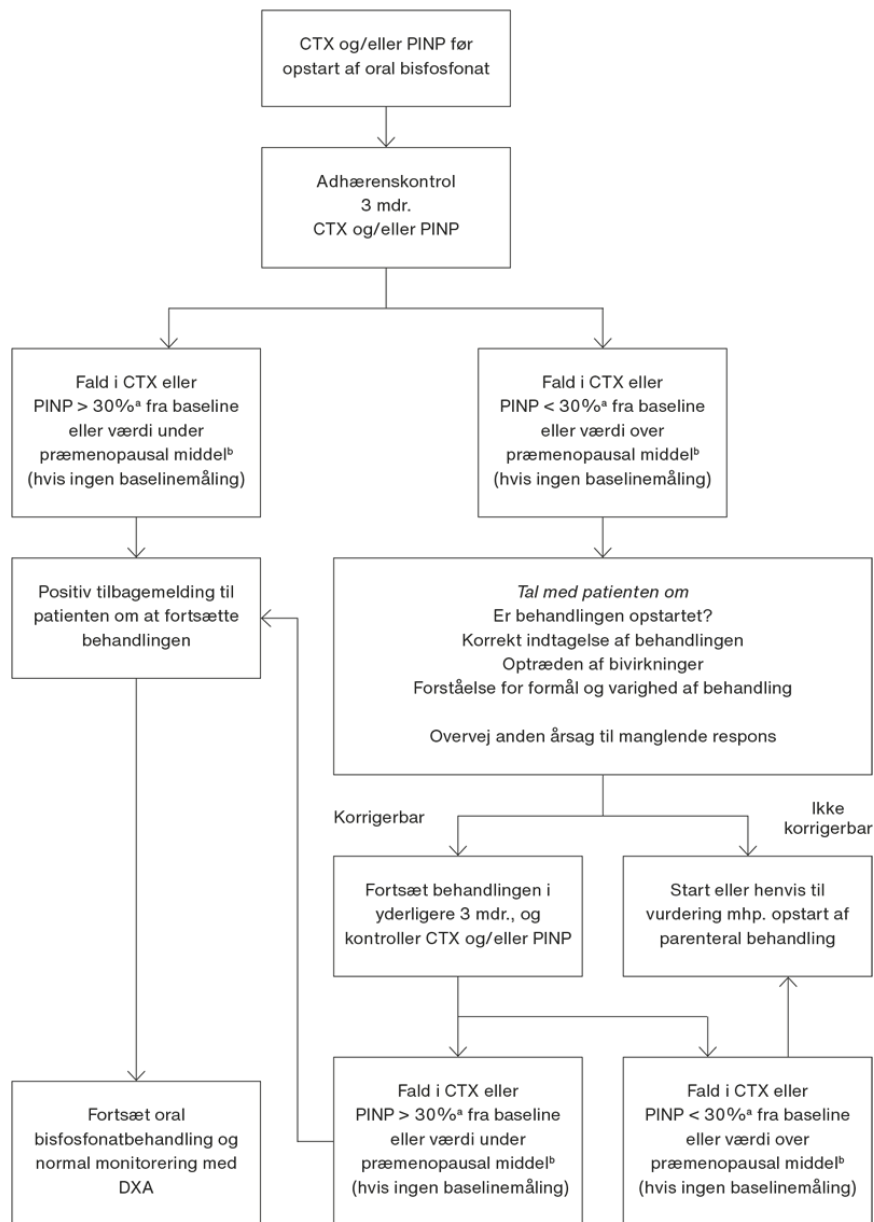 CTX og/eller PINP før
opstart af oral bisfosfonat
Adhærenskontrol
3 mdr.
CTX og/eller PINP
Fald i CTX eller
PINP > 30%ᵃ fra baseline
eller værdi under
præmenopausal middelᵇ
(hvis ingen baselinemåling)
Fald i CTX eller
PINP < 30%ᵃ fra baseline
eller værdi over
præmenopausal middelᵇ
(hvis ingen baselinemåling)
Positiv tilbagemelding til
patienten om at fortsætte
behandlingen
Tal med patienten om
Er behandlingen opstartet?
Korrekt indtagelse af behandlingen
Optræden af bivirkninger
Forståelse for formål og varighed af behandling
Overvej anden årsag til manglende respons
Korrigerbar
Ikke
korrigerbar
Fortsæt behandlingen i
yderligere 3 mdr., og
kontroller CTX og/eller PINP
Start eller henvis til
vurdering mhp. opstart af
parenteral behandling
Fortsæt oral
bisfosfonatbehandling og
normal monitorering med
DXA
Fald i CTX eller
PINP > 30%ᵃ fra baseline
eller værdi under
præmenopausal middelᵇ
(hvis ingen baselinemåling)
Fald i CTX eller
PINP < 30%ᵃ fra baseline
eller værdi over
præmenopausal middelᵇ
(hvis ingen baselinemåling)